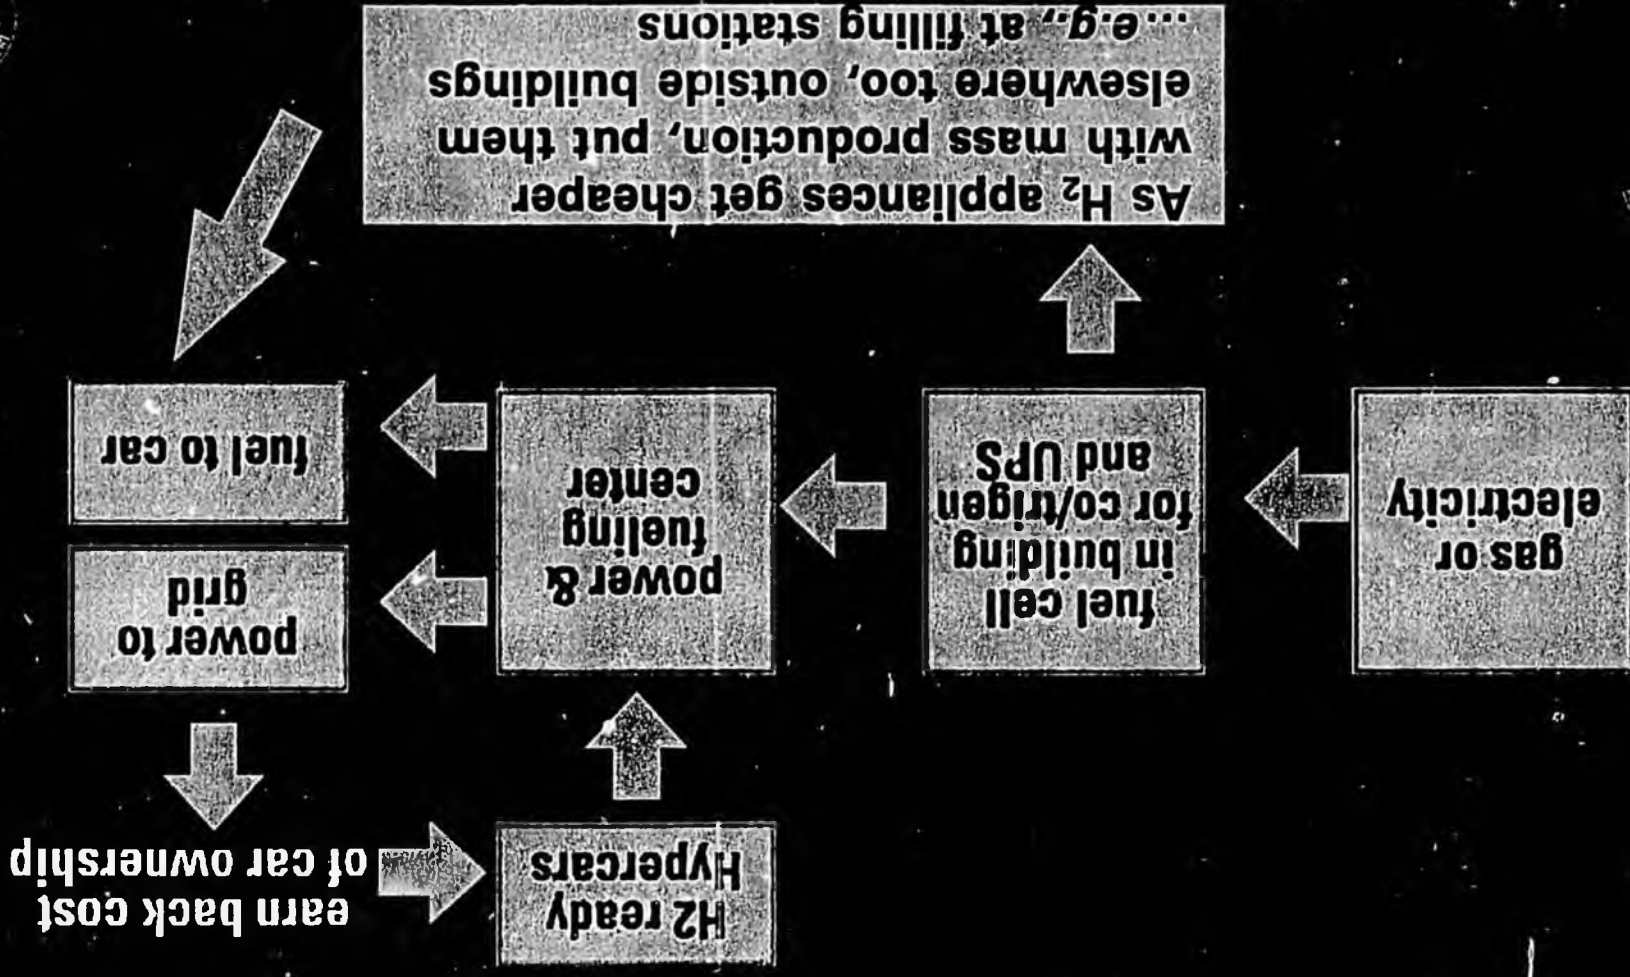 H2 ready
Hypercars
earn back cost
of car ownership
gas or
electricity
fuel cell
in building
for co/trigen
and UPS
power &
fueling
center
power to
grid
fuel to car
As H₂ appliances get cheaper
with mass production, put them
elsewhere too, outside buildings
...e.g., at filling stations